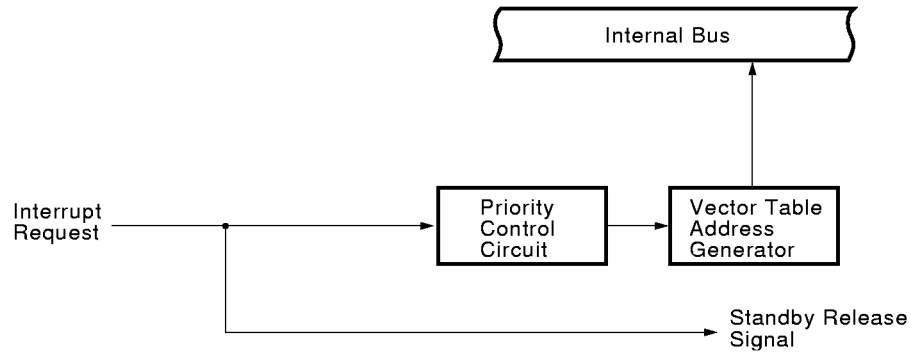 Internal Bus
Interrupt
Request
Priority
Control
Circuit
Vector Table
Address
Generator
Standby Release
Signal